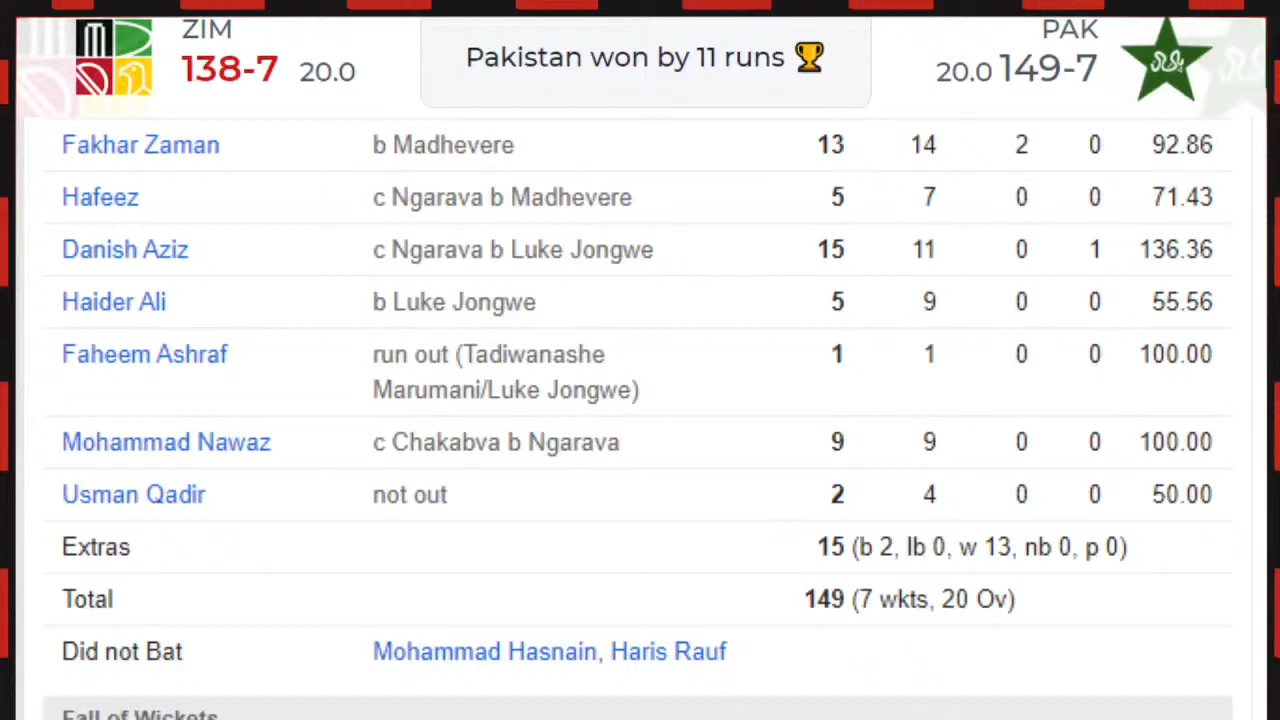 ZIM
138-7 20.0
Pakistan won by 11 runs 🏆
PAK
20.0 149-7
Fakhar Zaman b Madhevere 13 14 2 0 92.86
Hafeez c Ngarava b Madhevere 5 7 0 0 71.43
Danish Aziz c Ngarava b Luke Jongwe 15 11 0 1 136.36
Haider Ali b Luke Jongwe 5 9 0 0 55.56
Faheem Ashraf run out (Tadiwanashe 1 1 0 0 100.00
Marumani/Luke Jongwe)
Mohammad Nawaz c Chakabva b Ngarava 9 9 0 0 100.00
Usman Qadir not out 2 4 0 0 50.00
Extras 15 (b 2, lb 0, w 13, nb 0, p 0)
Total 149 (7 wkts, 20 Ov)
Did not Bat Mohammad Hasnain, Haris Rauf
Fall of Wickets